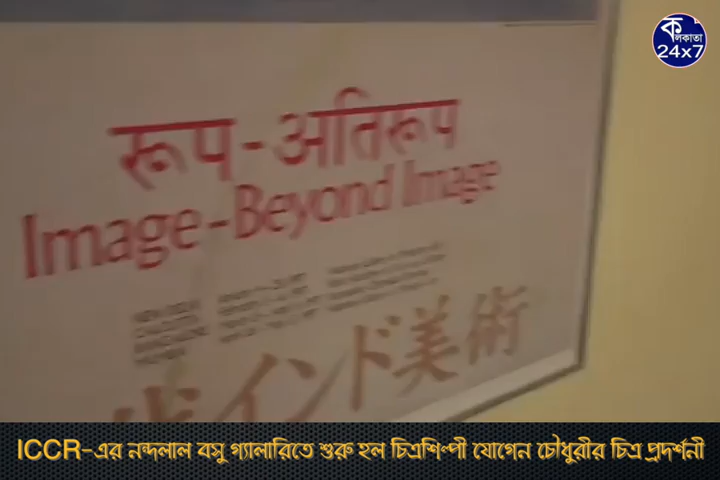 কলকাতা
24x7
रूप-अतिरूप
Image-Beyond Image
インド美術
ICCR-এর নন্দলাল বসু গ্যালারিতে শুরু হল চিত্রশিল্পী যোগেন চৌধুরীর চিত্র প্রদর্শনী